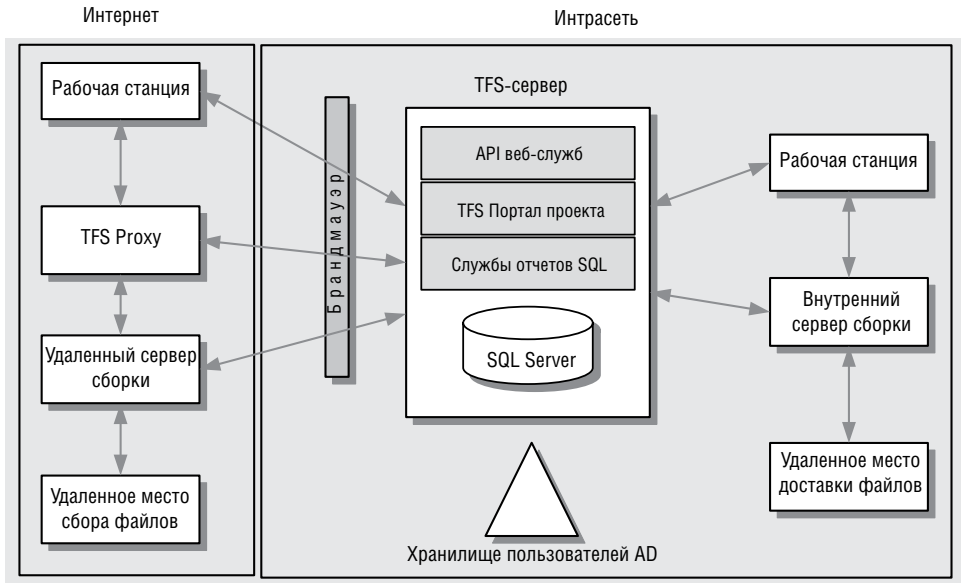 Интернет
Интрасеть
Рабочая станция
TFS Proxy
Удаленный сервер
сборки
Удаленное место
сбора файлов
Брандмауэр
TFS-сервер
API веб-служб
TFS Портал проекта
Службы отчетов SQL
SQL Server
Хранилище пользователей AD
Рабочая станция
Внутренний
сервер сборки
Удаленное место
доставки файлов